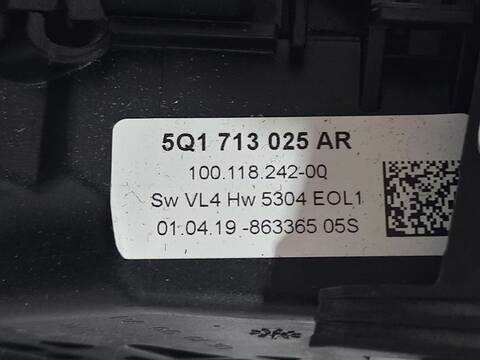 5Q1 713 025 AR
100.118.242-00
Sw VL4 Hw 5304 EOL1
01.04.19 -863365 05S